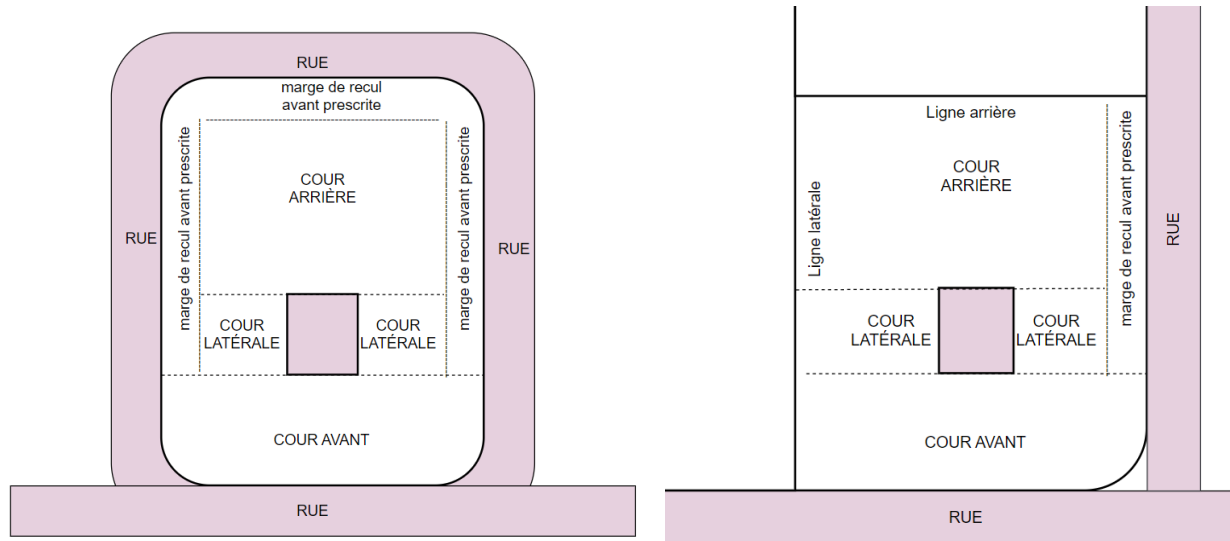 RUE
marge de recul
avant prescrite
marge de recul avant prescrite
COUR
ARRIÈRE
marge de recul avant prescrite
RUE
RUE
COUR
LATÉRALE
COUR
LATÉRALE
COUR AVANT
RUE
Ligne arrière
Ligne latérale
COUR
ARRIÈRE
marge de recul avant prescrite
RUE
COUR
LATÉRALE
COUR
LATÉRALE
COUR AVANT
RUE